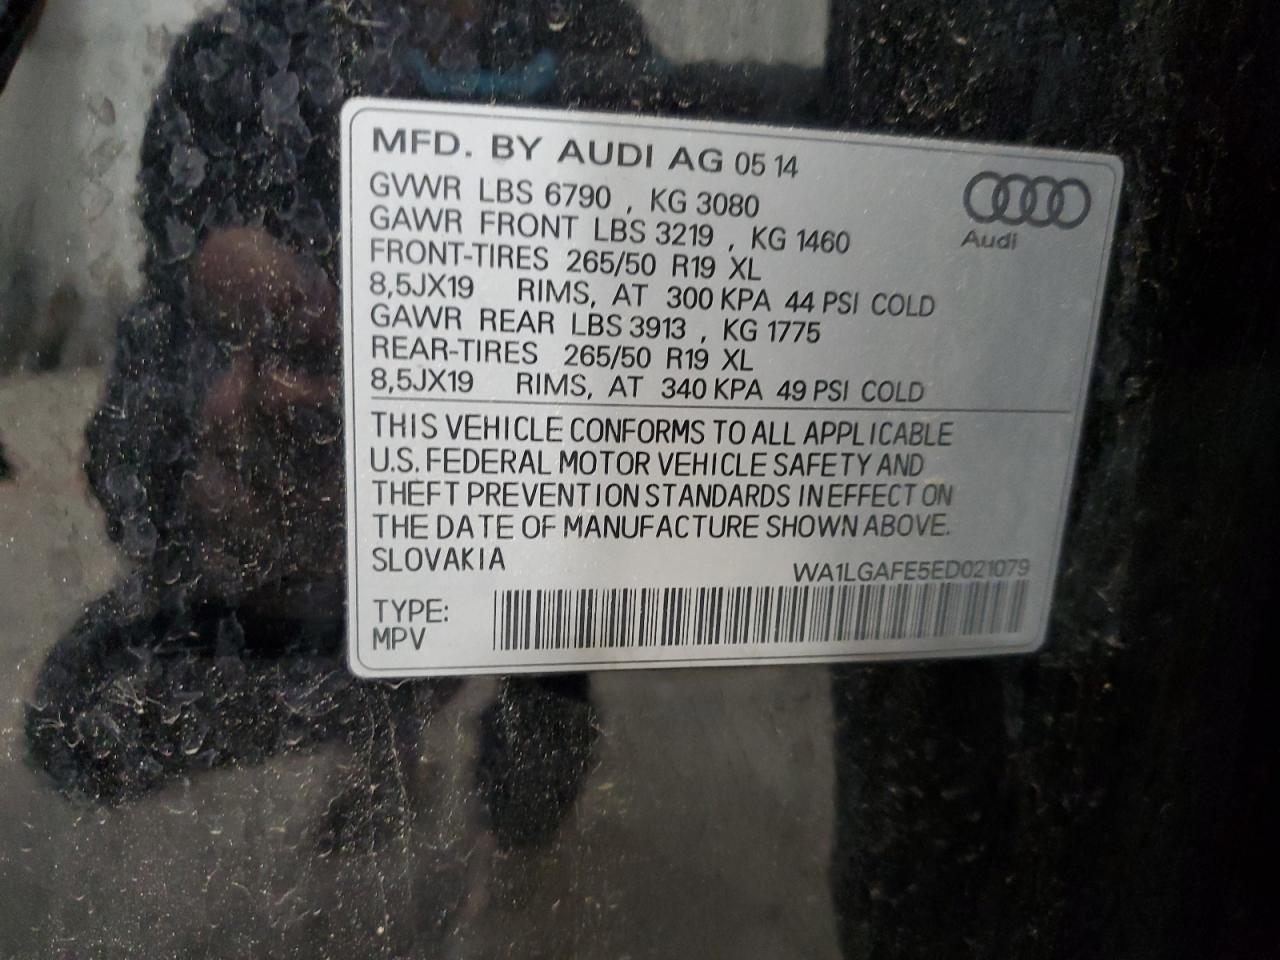 MFD. BY AUDI AG 05 14
GVWR LBS 6790 , KG 3080
GAWR FRONT LBS 3219 , KG 1460
FRONT-TIRES 265/50 R19 XL
8,5JX19 RIMS, AT 300 KPA 44 PSI COLD
GAWR REAR LBS 3913 , KG 1775
REAR-TIRES 265/50 R19 XL
8,5JX19 RIMS, AT 340 KPA 49 PSI COLD
Audi
THIS VEHICLE CONFORMS TO ALL APPLICABLE
U.S. FEDERAL MOTOR VEHICLE SAFETY AND
THEFT PREVENTION STANDARDS IN EFFECT ON
THE DATE OF MANUFACTURE SHOWN ABOVE.
SLOVAKIA
WA1LGAFE5ED021079
TYPE:
MPV